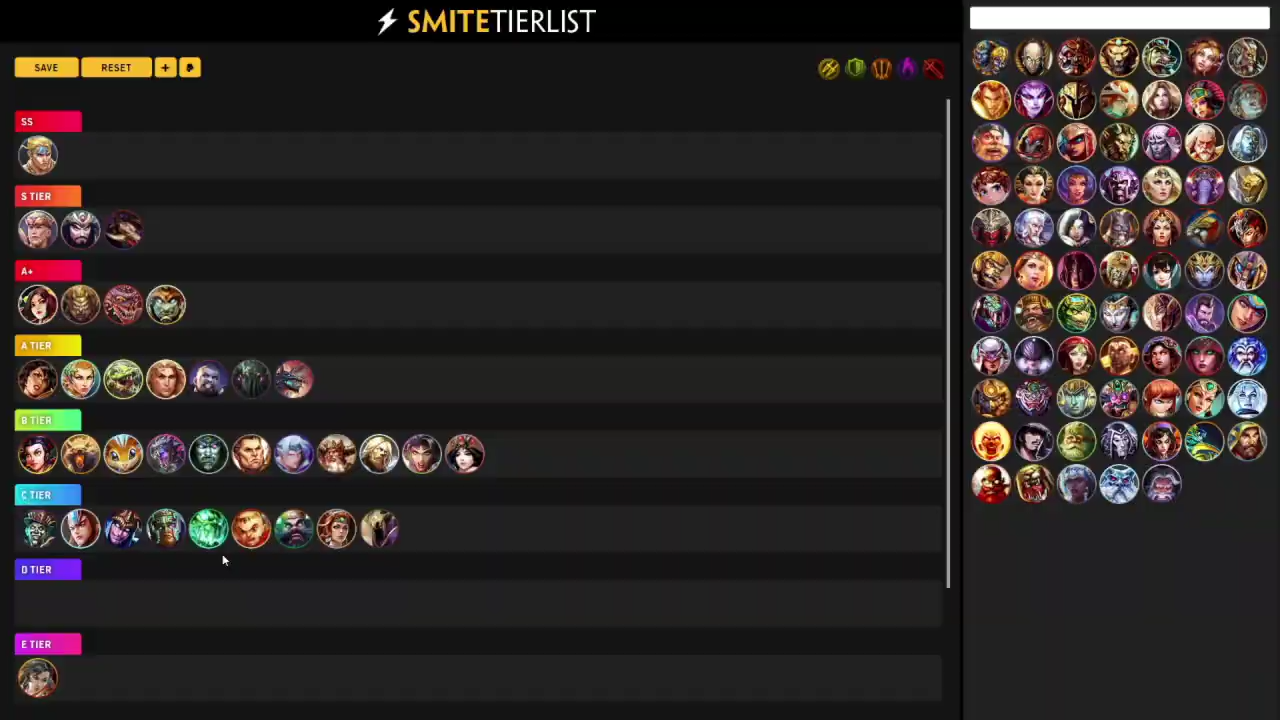 SMITETIERLIST
SAVE RESET +
SS
S TIER
A+
A TIER
B TIER
C TIER
D TIER
E TIER